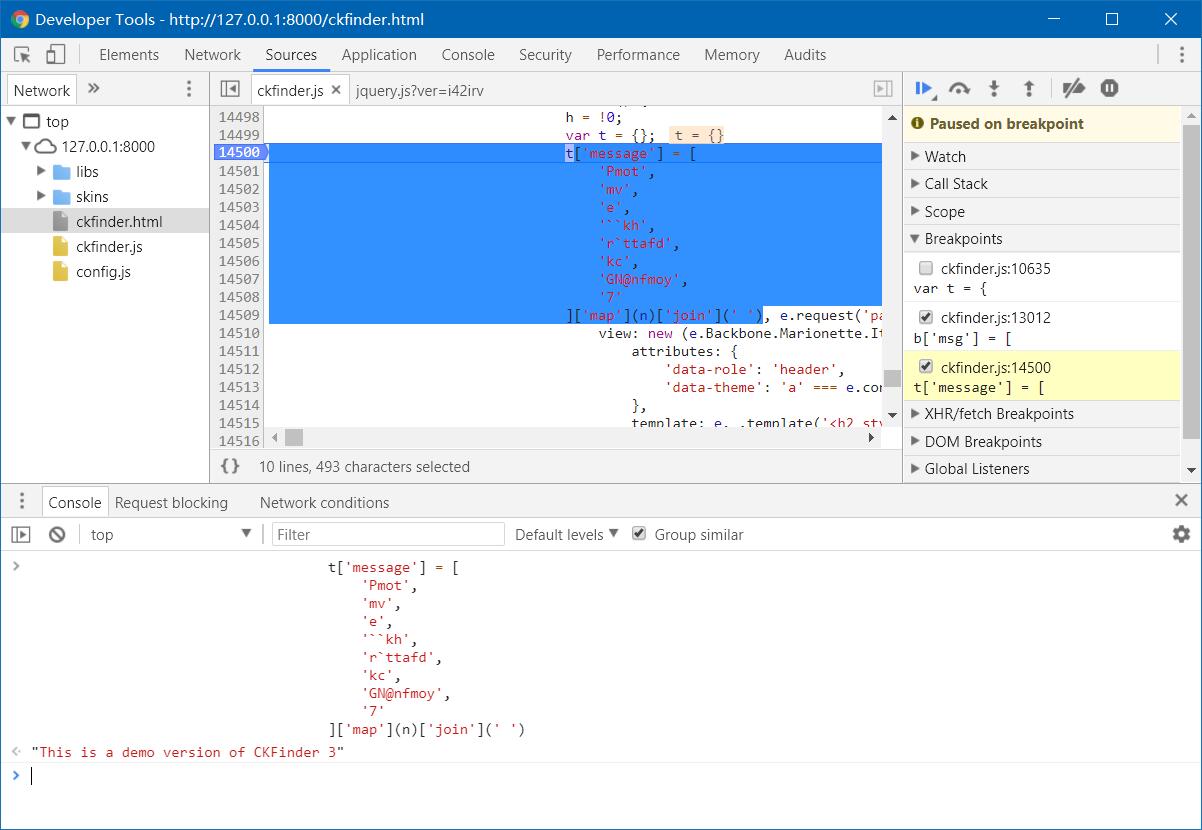 Developer Tools - http://127.0.0.1:8000/ckfinder.html
Elements Network Sources Application Console Security Performance Memory Audits
Network »
top
127.0.0.1:8000
libs
skins
ckfinder.html
ckfinder.js
config.js
ckfinder.js × jquery.js?ver=i42irv
14498
14499
14500
14501
14502
14503
14504
14505
14506
14507
14508
14509
14510
14511
14512
14513
14514
14515
14516
h = !0;
var t = {}; t = {}
t['message'] = [
'Pmot',
'mv',
'e',
'``kh',
'r`ttafd',
'kc',
'GN@nfmoy',
'7'
]['map'](n)['join'](' '), e.request('pa
view: new (e.Backbone.Marionette.It
attributes: {
'data-role': 'header',
'data-theme': 'a' === e.con
},
template: e._.template('<h2 sty
{} 10 lines, 493 characters selected
Paused on breakpoint
Watch
Call Stack
Scope
Breakpoints
ckfinder.js:10635
var t = {
ckfinder.js:13012
b['msg'] = [
ckfinder.js:14500
t['message'] = [
XHR/fetch Breakpoints
DOM Breakpoints
Global Listeners
Console Request blocking Network conditions
top Filter Default levels Group similar
t['message'] = [
'Pmot',
'mv',
'e',
'``kh',
'r`ttafd',
'kc',
'GN@nfmoy',
'7'
]['map'](n)['join'](' ')
"This is a demo version of CKFinder 3"